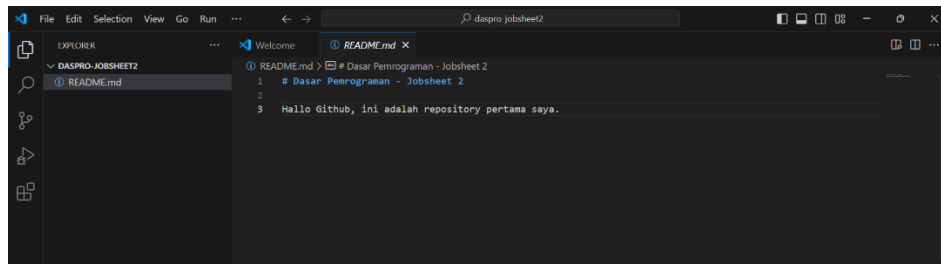 File Edit Selection View Go Run ··· daspro-jobsheet2
EXPLORER ···
Welcome README.md
DASPRO-JOBSHEET2
README.md > # Dasar Pemrograman - Jobsheet 2
README.md
1 # Dasar Pemrograman - Jobsheet 2
2
3 Hallo Github, ini adalah repository pertama saya.